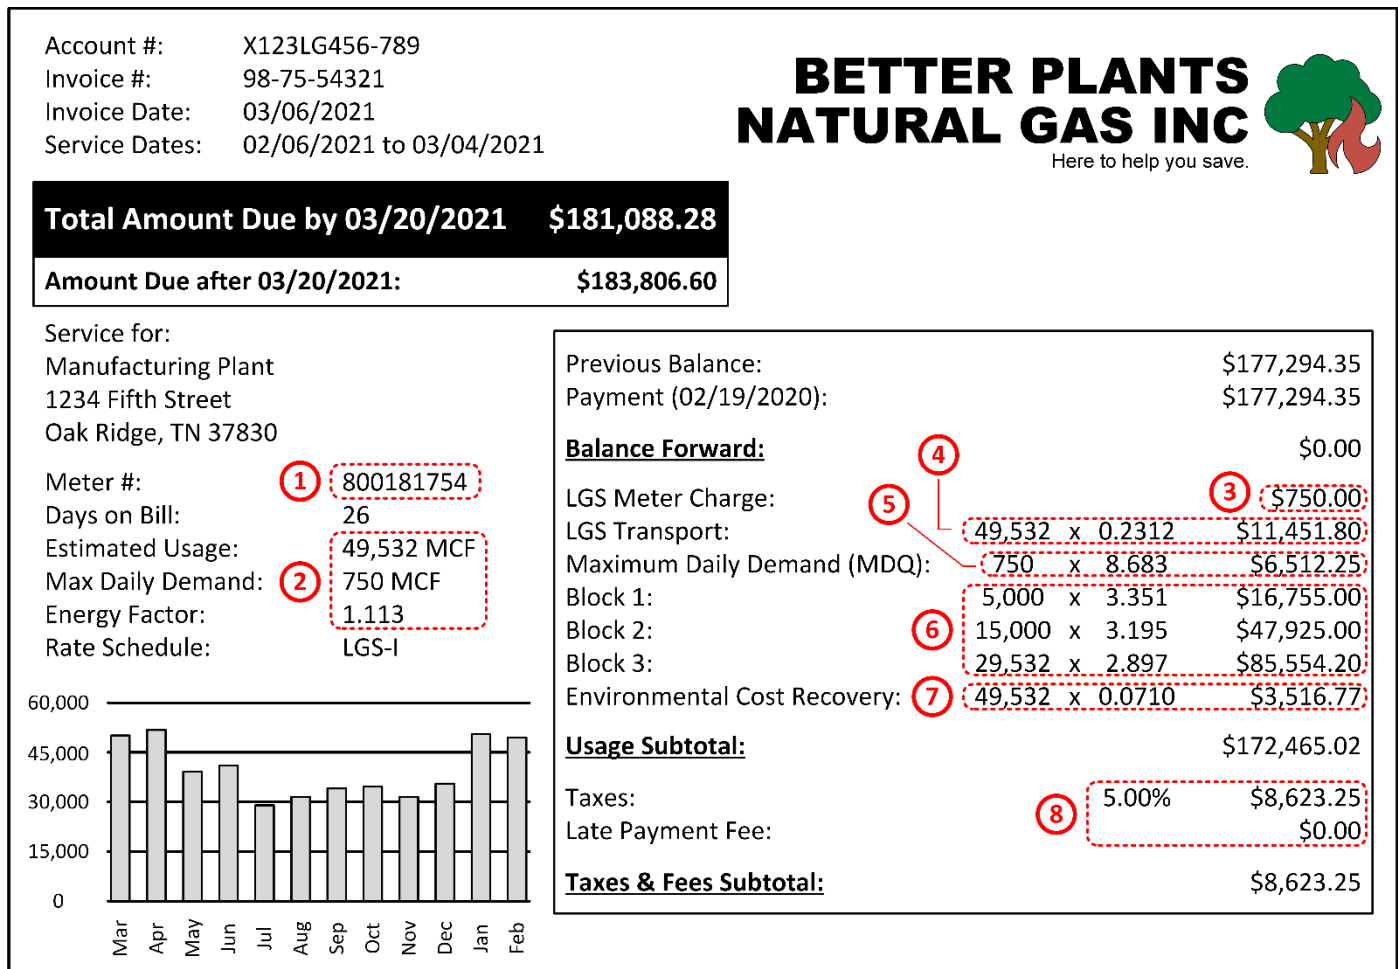 Account #: X123LG456-789
Invoice #: 98-75-54321
Invoice Date: 03/06/2021
Service Dates: 02/06/2021 to 03/04/2021
BETTER PLANTS
NATURAL GAS INC
Here to help you save.
Total Amount Due by 03/20/2021 $181,088.28
Amount Due after 03/20/2021: $183,806.60
Service for:
Manufacturing Plant
1234 Fifth Street
Oak Ridge, TN 37830
Meter #: 1 800181754
Days on Bill: 26
Estimated Usage: 49,532 MCF
Max Daily Demand: 2 750 MCF
Energy Factor: 1.113
Rate Schedule: LGS-I
60,000
45,000
30,000
15,000
0
Mar Apr May Jun Jul Aug Sep Oct Nov Dec Jan Feb
Previous Balance: $177,294.35
Payment (02/19/2020): $177,294.35
Balance Forward: 4 $0.00
LGS Meter Charge: 5 3 $750.00
LGS Transport: 49,532 x 0.2312 $11,451.80
Maximum Daily Demand (MDQ): 750 x 8.683 $6,512.25
Block 1: 5,000 x 3.351 $16,755.00
Block 2: 6 15,000 x 3.195 $47,925.00
Block 3: 29,532 x 2.897 $85,554.20
Environmental Cost Recovery: 7 49,532 x 0.0710 $3,516.77
Usage Subtotal: $172,465.02
Taxes: 5.00% $8,623.25
8
Late Payment Fee: $0.00
Taxes & Fees Subtotal: $8,623.25